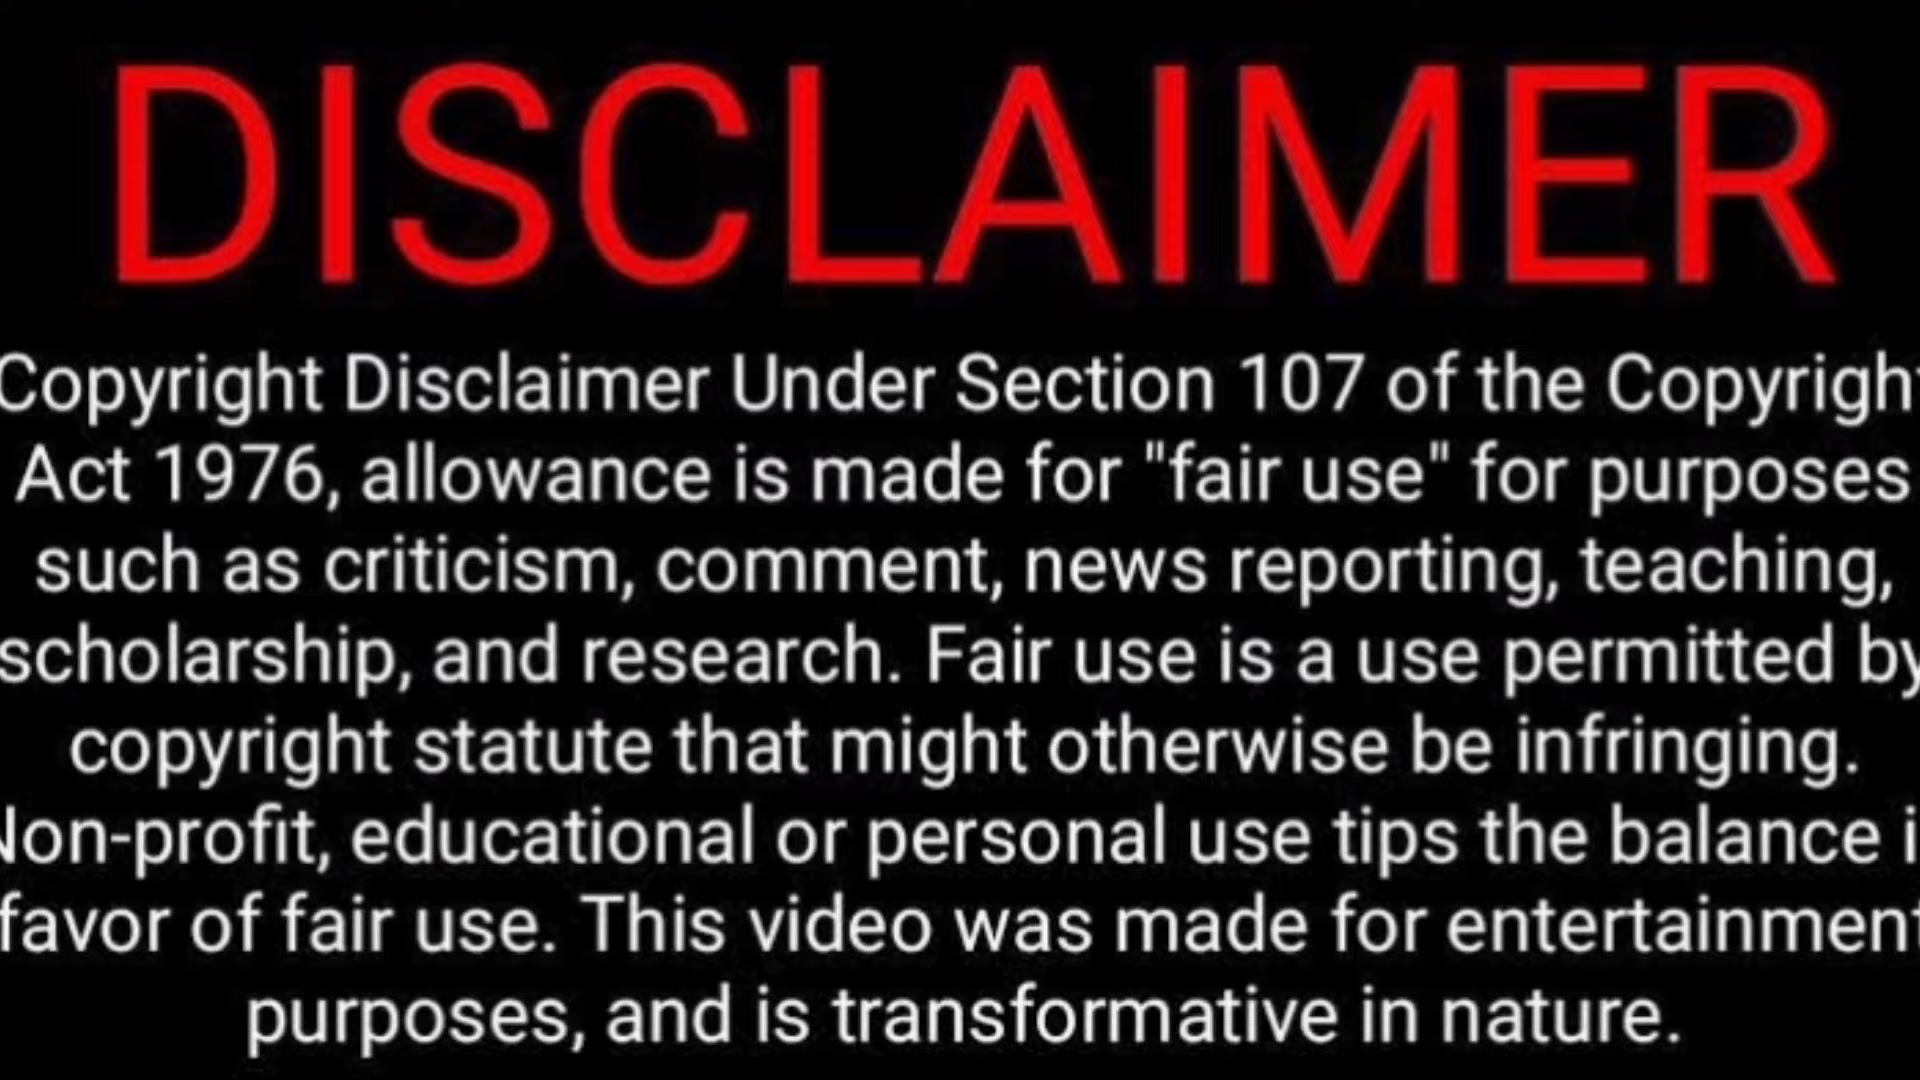 DISCLAIMER
Copyright Disclaimer Under Section 107 of the Copyright
Act 1976, allowance is made for "fair use" for purposes
such as criticism, comment, news reporting, teaching,
scholarship, and research. Fair use is a use permitted by
copyright statute that might otherwise be infringing.
Non-profit, educational or personal use tips the balance i
favor of fair use. This video was made for entertainment
purposes, and is transformative in nature.